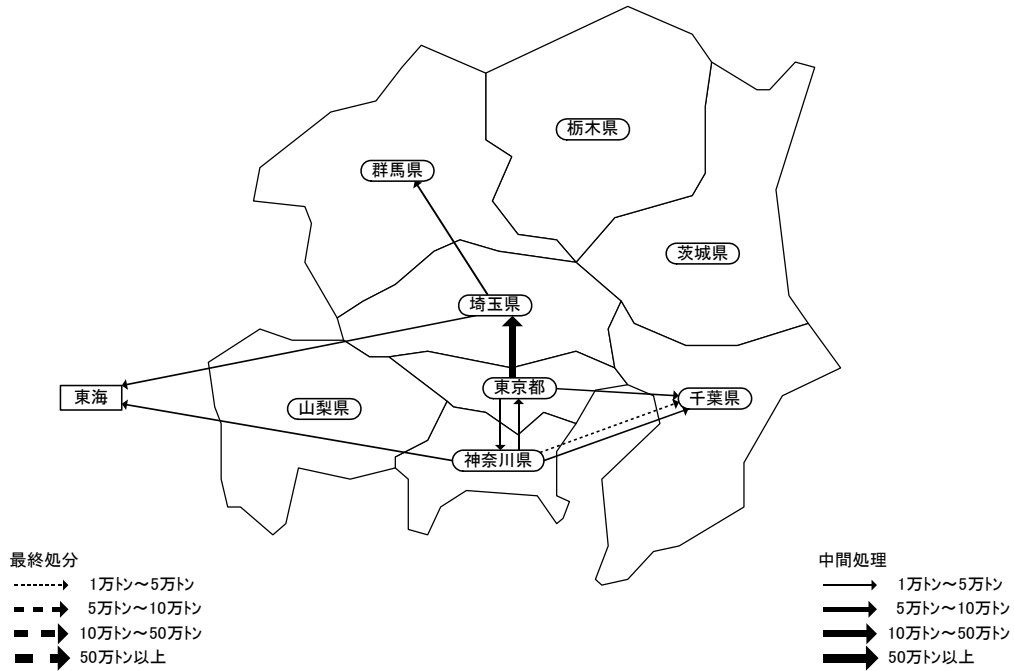 栃木県
群馬県
茨城県
埼玉県
東京都
東海
千葉県
山梨県
神奈川県
最終処分
1万トン～5万トン
5万トン～10万トン
10万トン～50万トン
50万トン以上
中間処理
1万トン～5万トン
5万トン～10万トン
10万トン～50万トン
50万トン以上